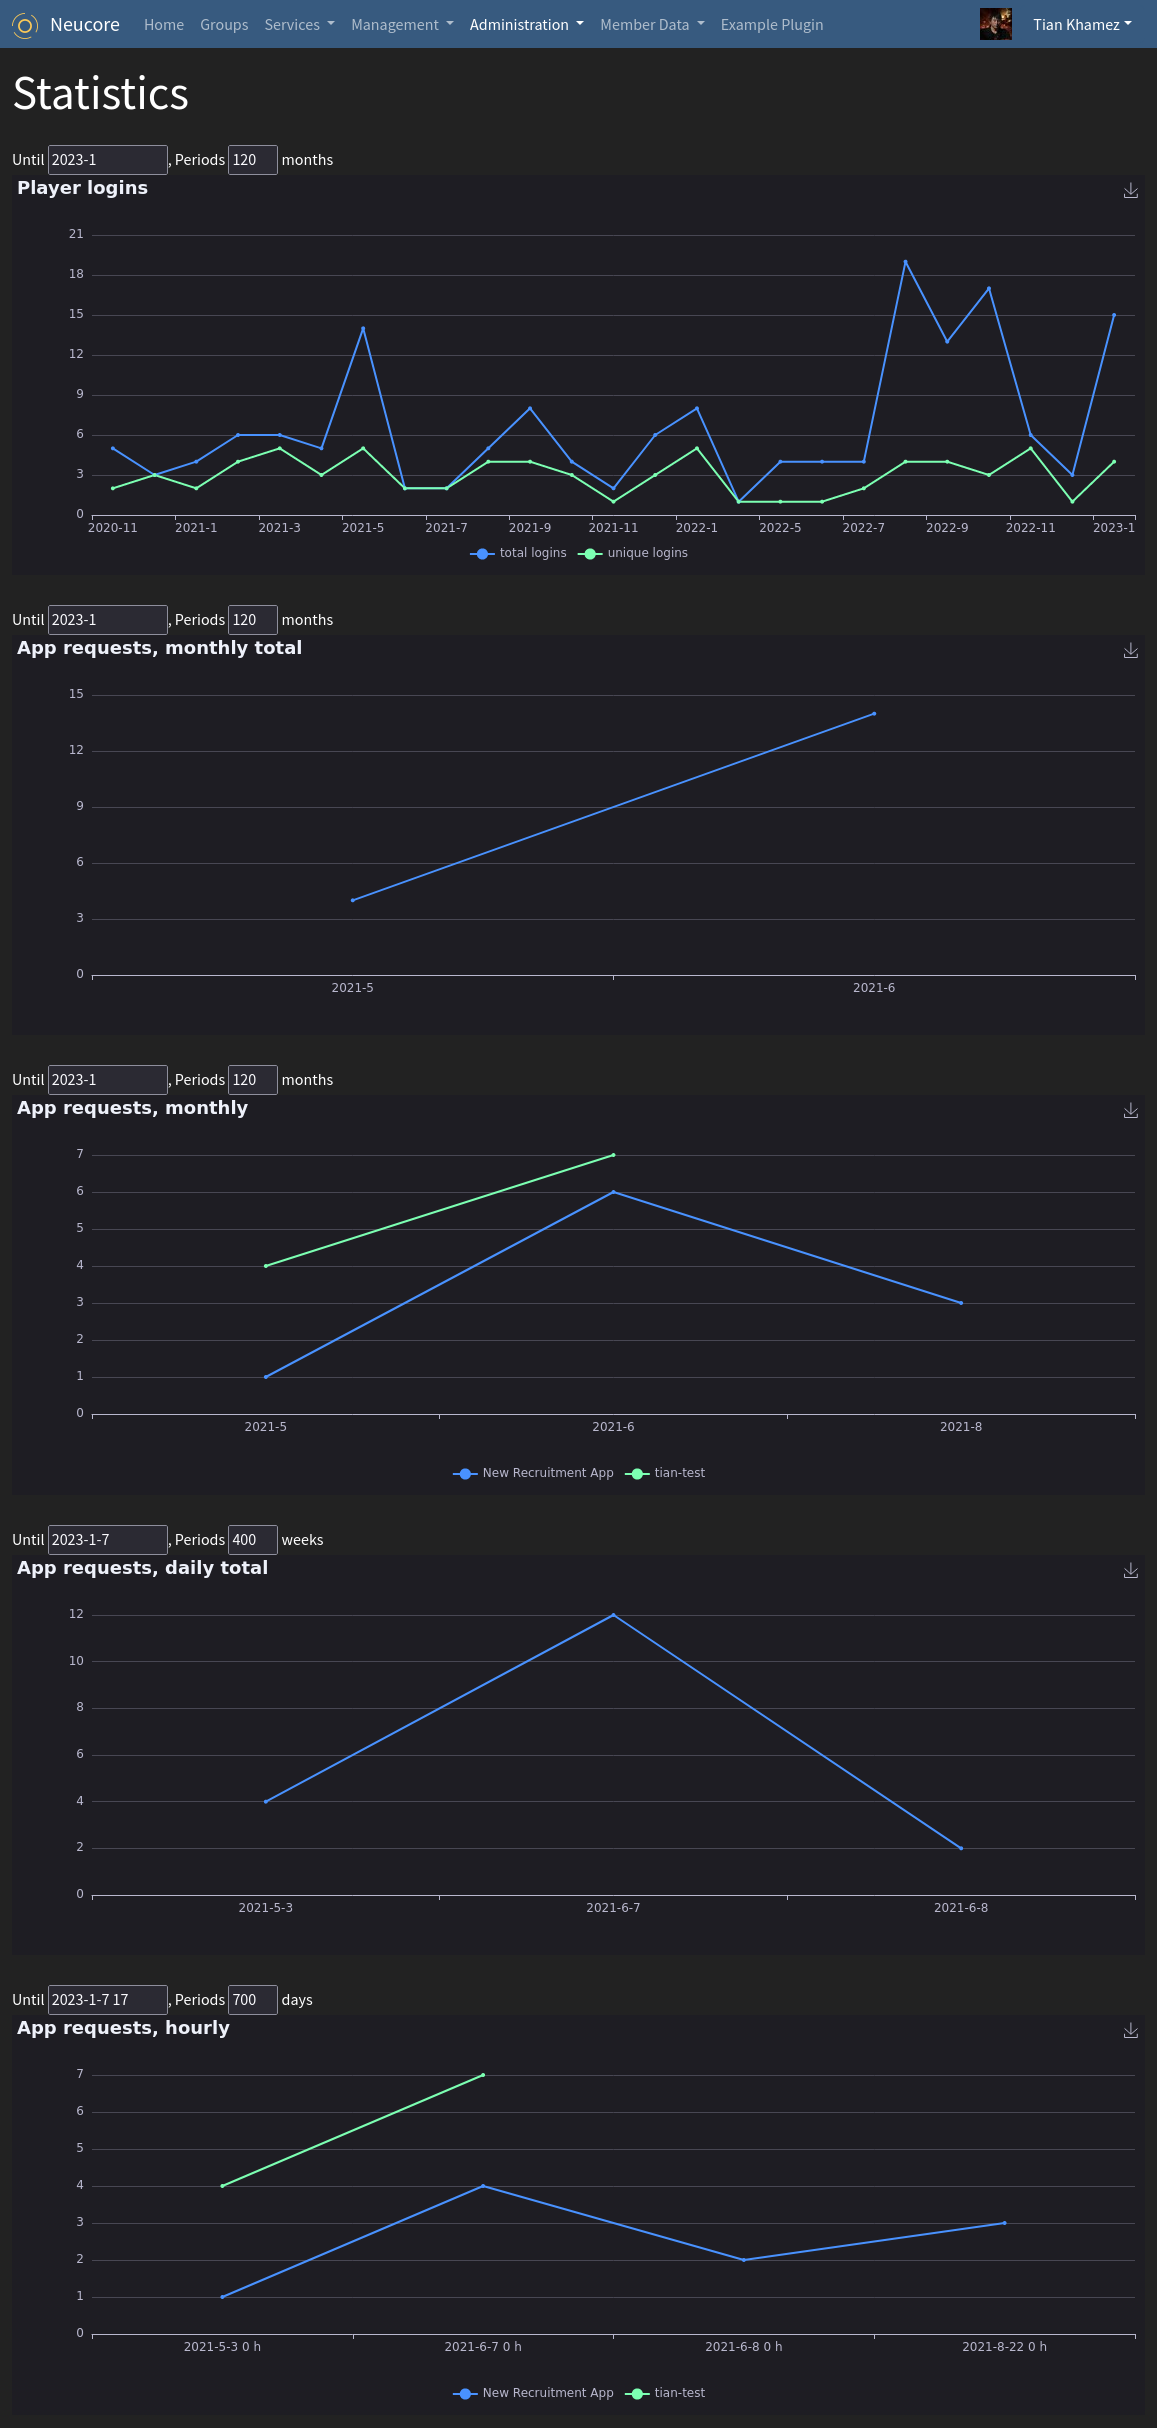 Neucore Home Groups Services Management Administration Member Data Example Plugin Tian Khamez
Statistics
Until 2023-1, Periods 120 months
Player logins
21
18
15
12
9
6
3
0
2020-11 2021-1 2021-3 2021-5 2021-7 2021-9 2021-11 2022-1 2022-5 2022-7 2022-9 2022-11 2023-1
total logins unique logins
Until 2023-1, Periods 120 months
App requests, monthly total
15
12
9
6
3
0
2021-5 2021-6
Until 2023-1, Periods 120 months
App requests, monthly
7
6
5
4
3
2
1
0
2021-5 2021-6 2021-8
New Recruitment App tian-test
Until 2023-1-7, Periods 400 weeks
App requests, daily total
12
10
8
6
4
2
0
2021-5-3 2021-6-7 2021-6-8
Until 2023-1-7 17, Periods 700 days
App requests, hourly
7
6
5
4
3
2
1
0
2021-5-3 0 h 2021-6-7 0 h 2021-6-8 0 h 2021-8-22 0 h
New Recruitment App tian-test